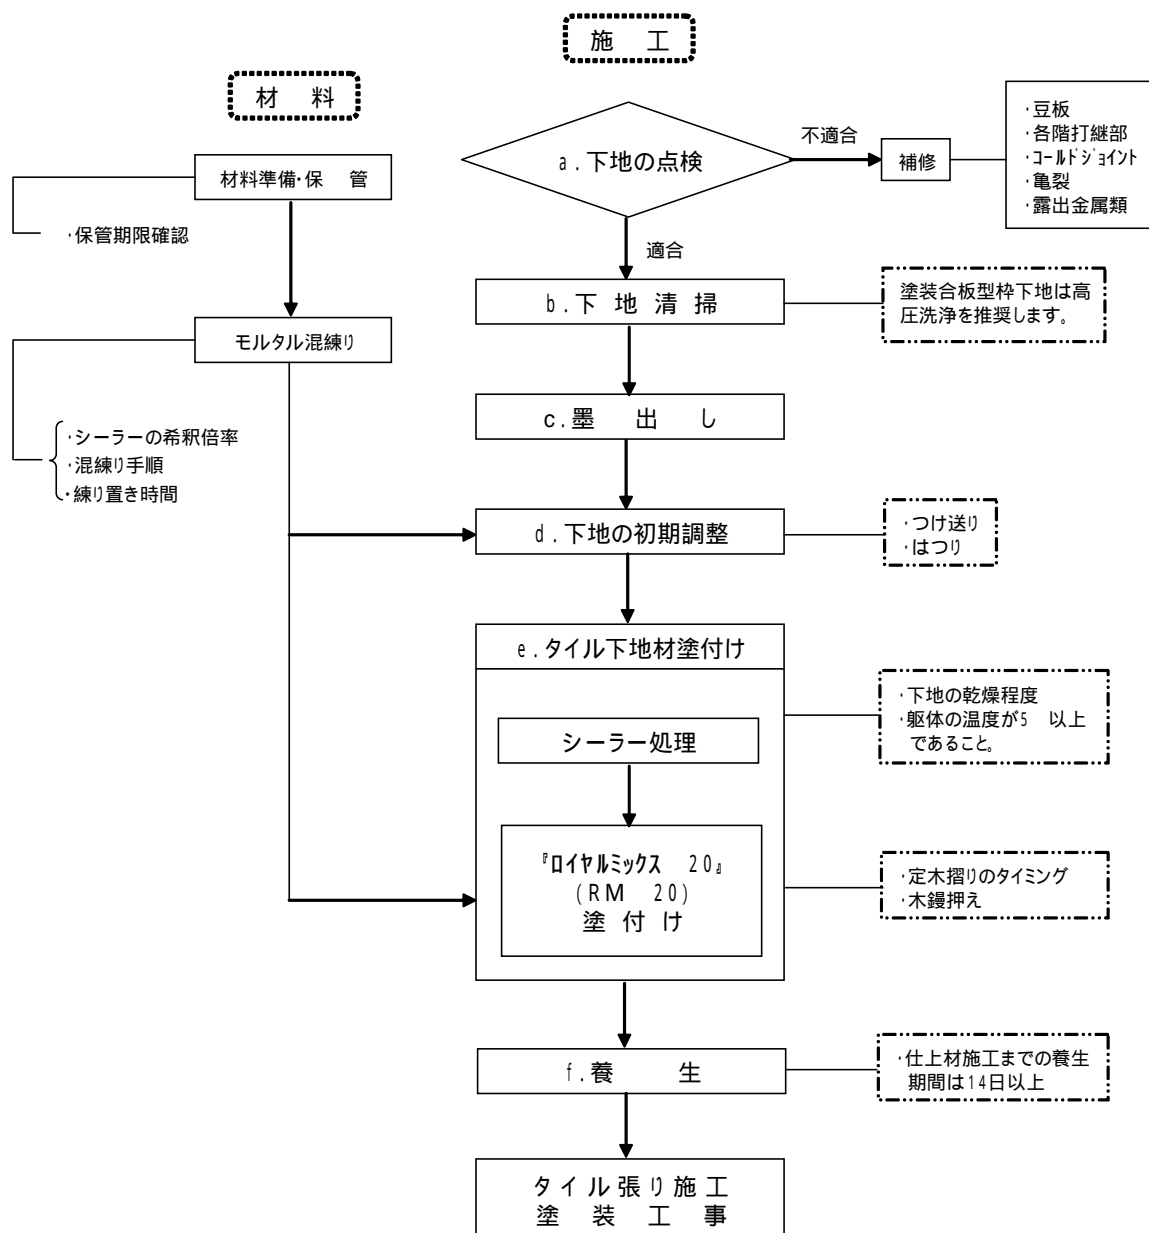 施 工
材 料
a.下地の点検
不適合
補修
・豆板
・各階打継部
・コールドジョイント
・亀裂
・露出金属類
材料準備・保 管
・保管期限確認
適合
b.下 地 清 掃
塗装合板型枠下地は高
圧洗浄を推奨します。
モルタル混練り
・シーラーの希釈倍率
・混練り手順
・練り置き時間
c.墨 出 し
d.下地の初期調整
・つけ送り
・はつり
e.タイル下地材塗付け
シーラー処理
・下地の乾燥程度
・躯体の温度が5 以上
であること。
『ロイヤルミックス 20』
(RM 20)
塗 付 け
・定木摺りのタイミング
・木鏝押え
f.養 生
・仕上材施工までの養生
期間は14日以上
タ イ ル 張 り 施 工
塗 装 工 事